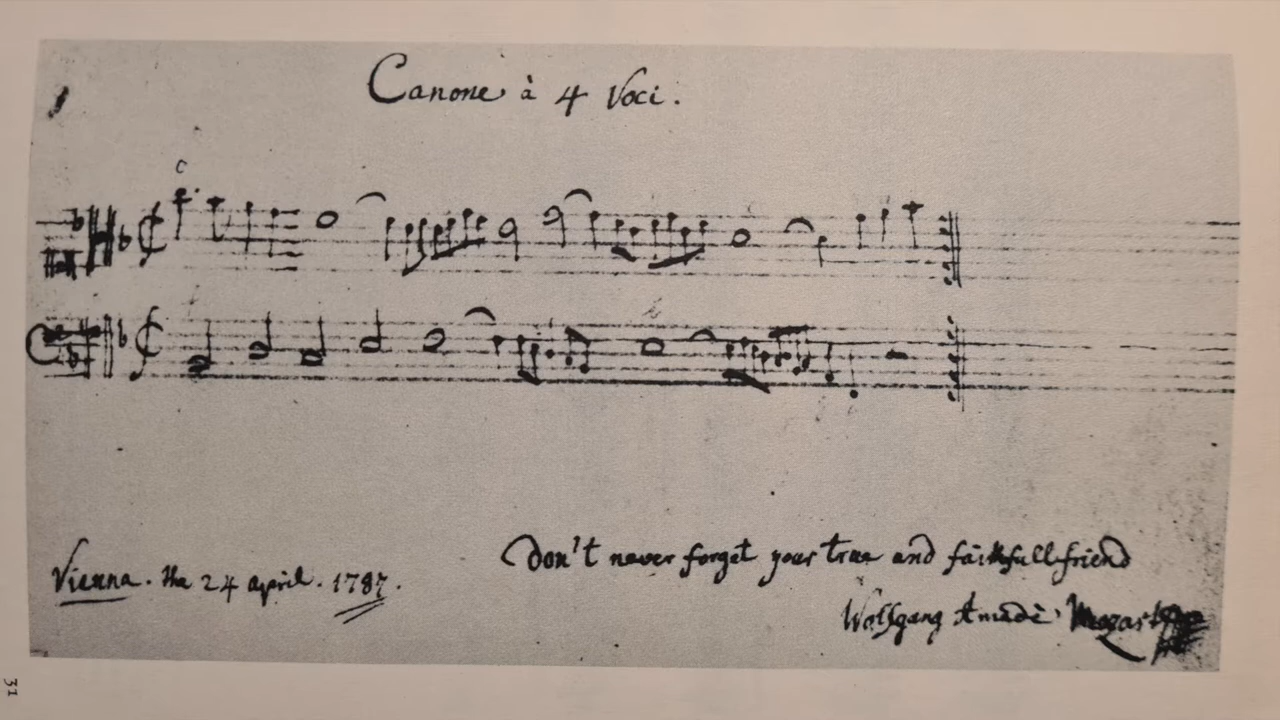 Canone à 4 Voci.
C
Vienna. the 24 april. 1787.
Don't never forget your true and faithfull friend
Wolfgang Amadè Mozart
31